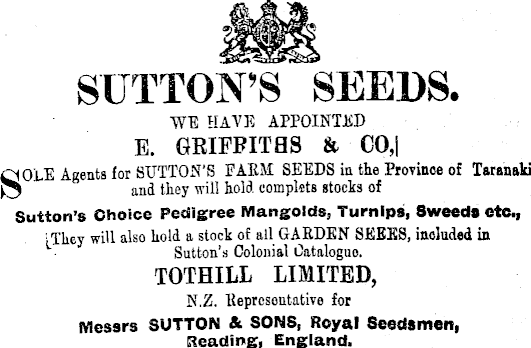 SUTTON'S SEEDS.
WE HAVE APPOINTED
E. GRIFFITHS & CO,
SOLE Agents for SUTTON'S FARM SEEDS in the Province of Taranaki
and they will hold complets stocks of
Sutton's Choice Pedigree Mangolds, Turnips, Sweeds etc.,
They will also hold a stock of all GARDEN SEEES, included in
Sutton's Colonial Catalogue.
TOTHILL LIMITED,
N.Z. Representative for
Messrs SUTTON & SONS, Royal Seedsmen,
Reading, England.